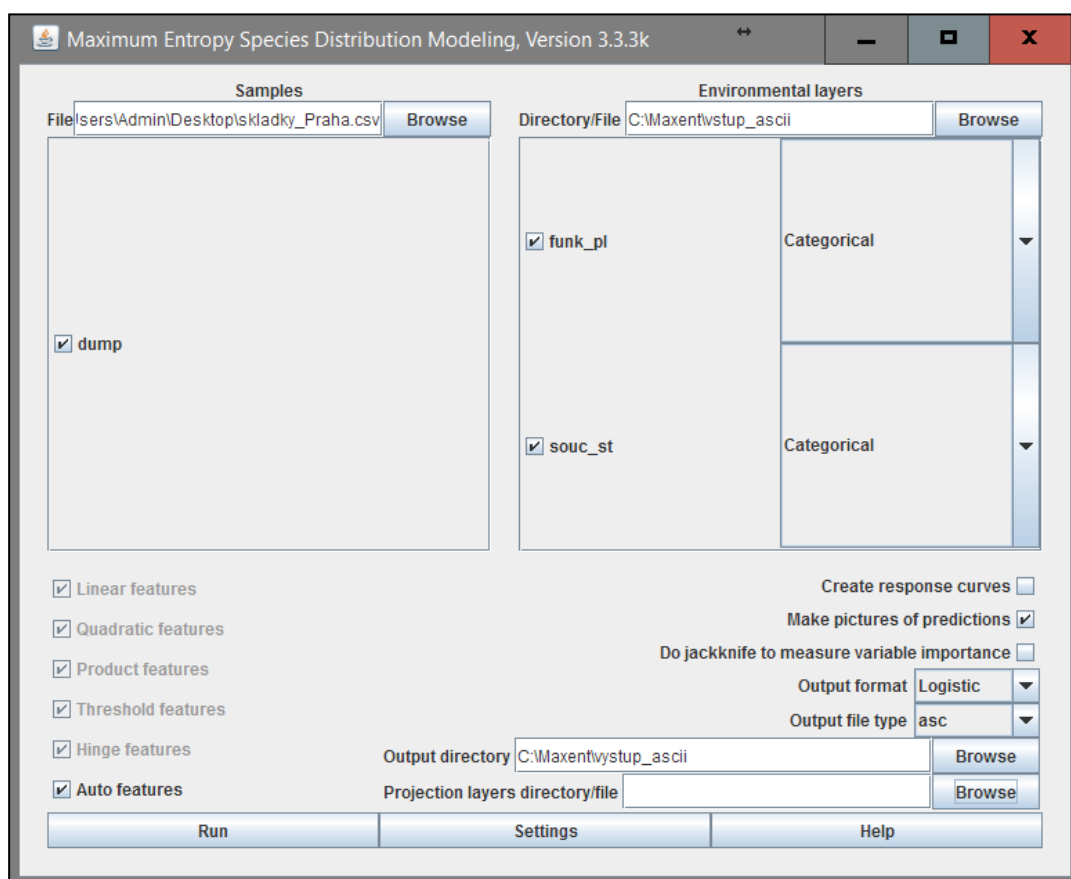 Maximum Entropy Species Distribution Modeling, Version 3.3.3k
Samples
File sers\Admin\Desktop\skladky_Praha.csv Browse
dump
Environmental layers
Directory/File C:\Maxent\vstup_ascii Browse
funk_pl Categorical
souc_st Categorical
Linear features
Quadratic features
Product features
Threshold features
Hinge features
Auto features
Create response curves
Make pictures of predictions
Do jackknife to measure variable importance
Output format Logistic
Output file type asc
Output directory C:\Maxent\vystup_ascii Browse
Projection layers directory/file Browse
Run Settings Help